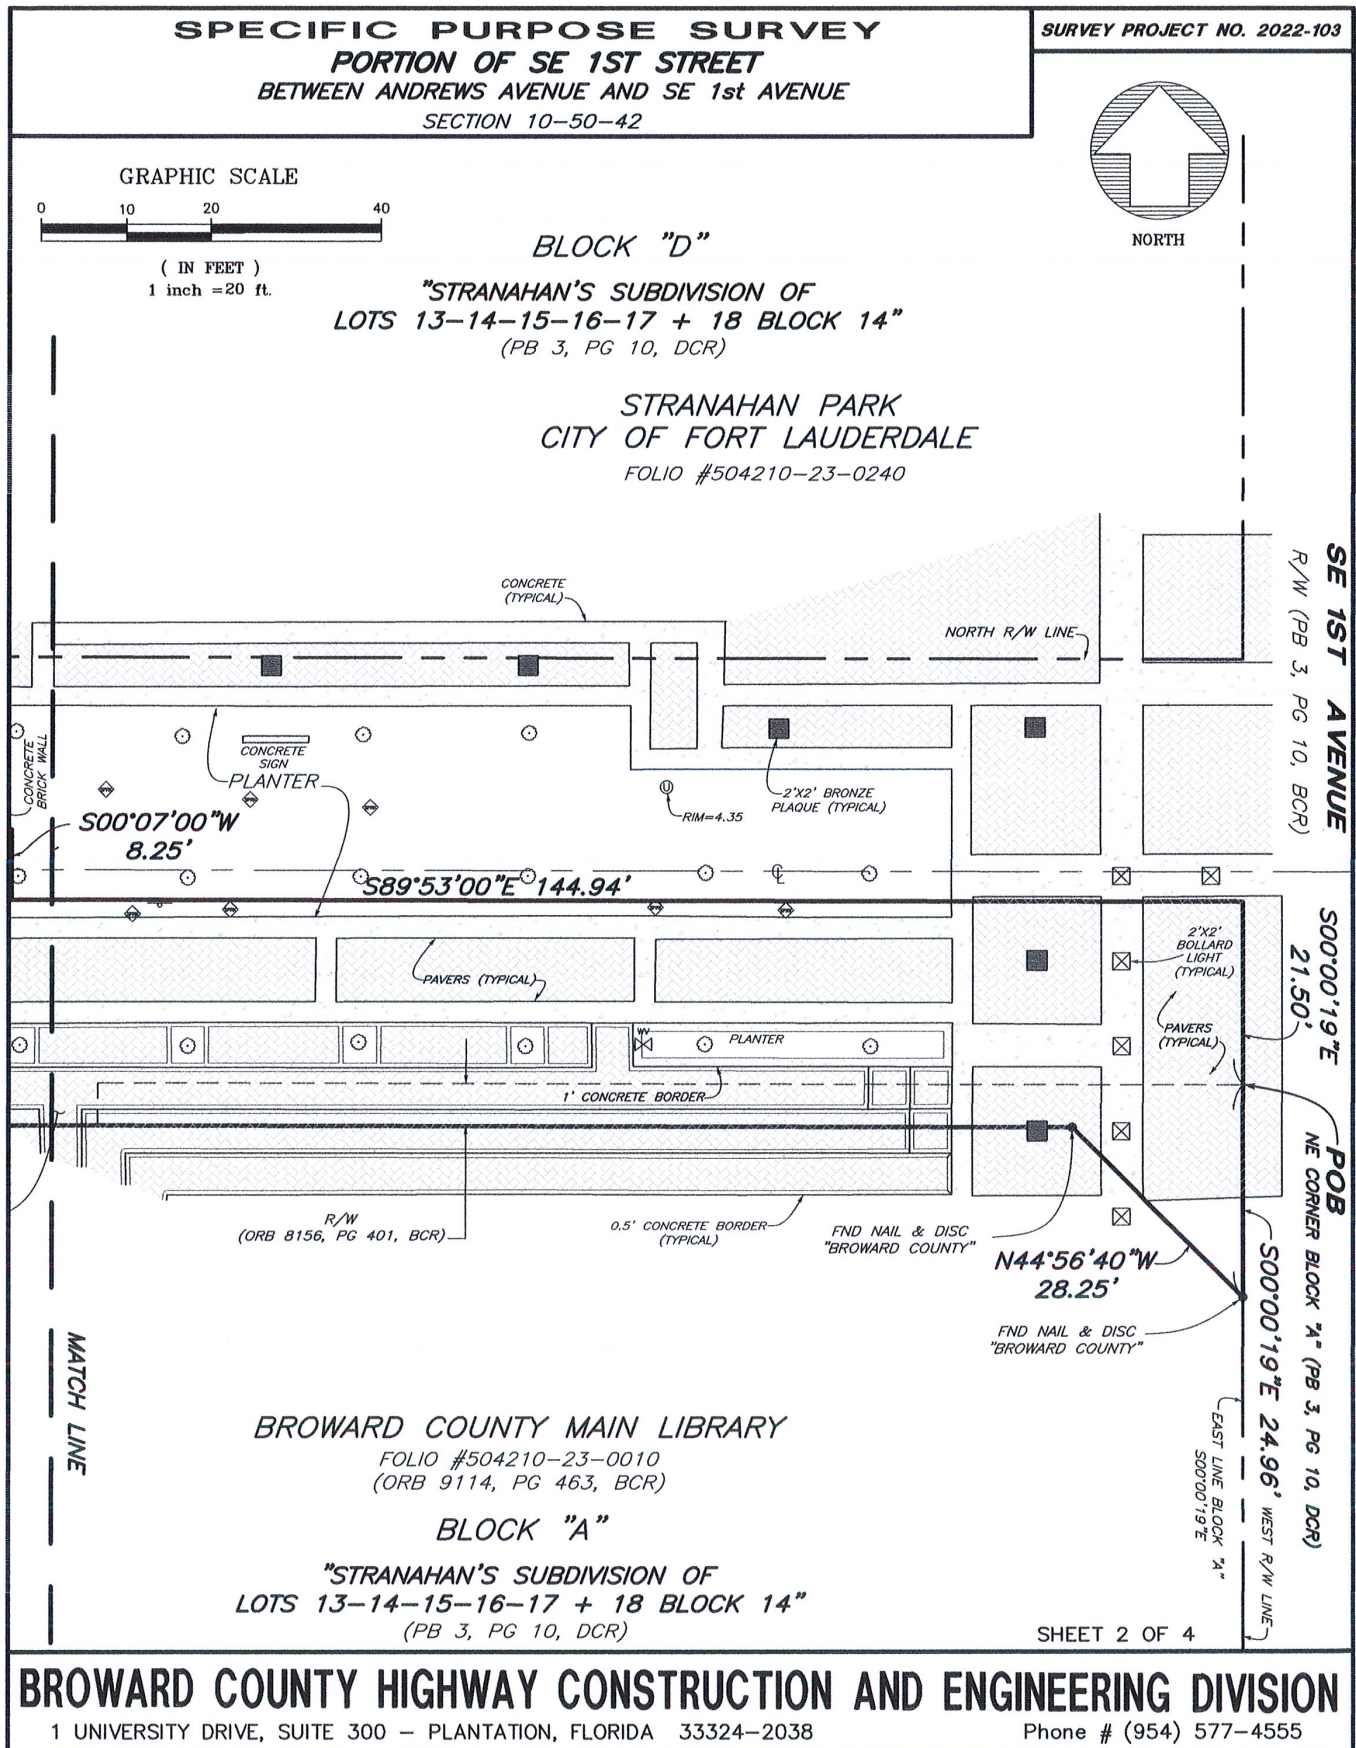 SPECIFIC PURPOSE SURVEY
PORTION OF SE 1ST STREET
BETWEEN ANDREWS AVENUE AND SE 1st AVENUE
SECTION 10-50-42
SURVEY PROJECT NO. 2022-103
GRAPHIC SCALE
0 10 20 40
( IN FEET )
1 inch =20 ft.
NORTH
BLOCK "D"
"STRANAHAN'S SUBDIVISION OF
LOTS 13-14-15-16-17 + 18 BLOCK 14"
(PB 3, PG 10, DCR)
STRANAHAN PARK
CITY OF FORT LAUDERDALE
FOLIO #504210-23-0240
SE 1ST AVENUE
R/W (PB 3, PG 10, BCR)
CONCRETE
(TYPICAL)
NORTH R/W LINE
CONCRETE
BRICK WALL
CONCRETE
SIGN
PLANTER
2'X2' BRONZE
PLAQUE (TYPICAL)
U
RIM=4.35
S00°07'00"W
8.25'
S89°53'00"E 144.94'
CL
2'X2'
BOLLARD
LIGHT
(TYPICAL)
S00°00'19"E
21.50'
PAVERS (TYPICAL)
PAVERS
(TYPICAL)
WV
PLANTER
1' CONCRETE BORDER
POB
NE CORNER BLOCK "A" (PB 3, PG 10, DCR)
R/W
(ORB 8156, PG 401, BCR)
0.5' CONCRETE BORDER
(TYPICAL)
FND NAIL & DISC
"BROWARD COUNTY"
N44°56'40"W
28.25'
FND NAIL & DISC
"BROWARD COUNTY"
S00°00'19"E 24.96'
WEST R/W LINE
EAST LINE BLOCK "A"
S00°00'19"E
MATCH LINE
BROWARD COUNTY MAIN LIBRARY
FOLIO #504210-23-0010
(ORB 9114, PG 463, BCR)
BLOCK "A"
"STRANAHAN'S SUBDIVISION OF
LOTS 13-14-15-16-17 + 18 BLOCK 14"
(PB 3, PG 10, DCR)
SHEET 2 OF 4
BROWARD COUNTY HIGHWAY CONSTRUCTION AND ENGINEERING DIVISION
1 UNIVERSITY DRIVE, SUITE 300 - PLANTATION, FLORIDA 33324-2038
Phone # (954) 577-4555